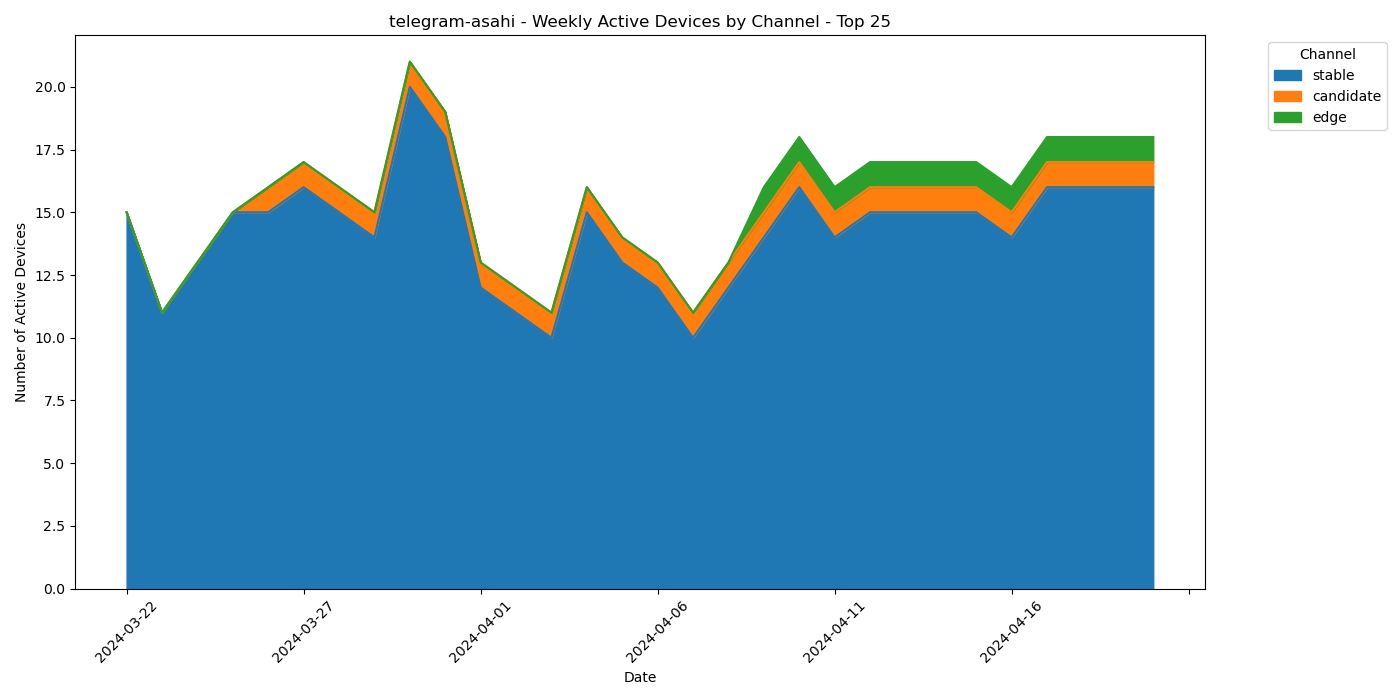 telegram-asahi - Weekly Active Devices by Channel - Top 25
Number of Active Devices
20.0
17.5
15.0
12.5
10.0
7.5
5.0
2.5
0.0
2024-03-22
2024-03-27
2024-04-01
2024-04-06
2024-04-11
2024-04-16
Date
Channel
stable
candidate
edge